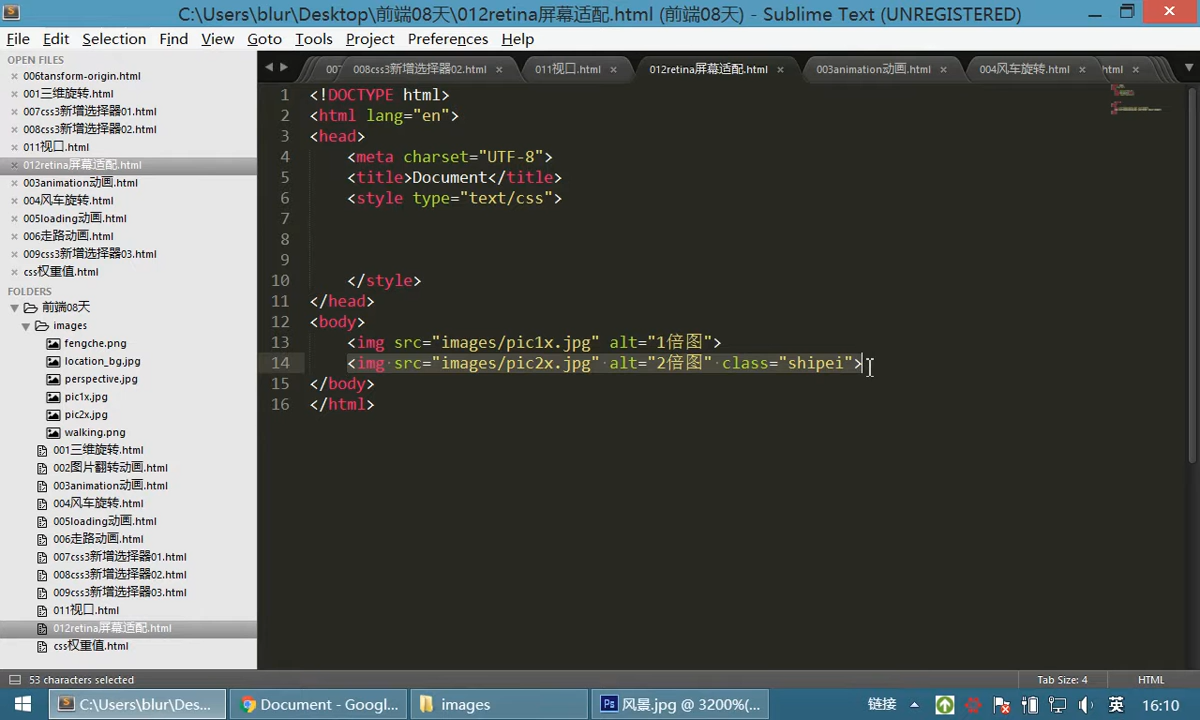 C:\Users\blur\Desktop\前端08天\012retina屏幕适配.html (前端08天) - Sublime Text (UNREGISTERED)
File Edit Selection Find View Goto Tools Project Preferences Help
OPEN FILES
006tansform-origin.html
001三维旋转.html
007css3新增选择器01.html
008css3新增选择器02.html
011视口.html
012retina屏幕适配.html
003animation动画.html
004风车旋转.html
005loading动画.html
006走路动画.html
009css3新增选择器03.html
css权重值.html
FOLDERS
前端08天
images
fengche.png
location_bg.jpg
perspective.jpg
pic1x.jpg
pic2x.jpg
walking.png
001三维旋转.html
002图片翻转动画.html
003animation动画.html
004风车旋转.html
005loading动画.html
006走路动画.html
007css3新增选择器01.html
008css3新增选择器02.html
009css3新增选择器03.html
011视口.html
012retina屏幕适配.html
css权重值.html
007 008css3新增选择器02.html 011视口.html 012retina屏幕适配.html 003animation动画.html 004风车旋转.html html
1 <!DOCTYPE html>
2 <html lang="en">
3 <head>
4 <meta charset="UTF-8">
5 <title>Document</title>
6 <style type="text/css">
7
8
9
10 </style>
11 </head>
12 <body>
13 <img src="images/pic1x.jpg" alt="1倍图">
14 <img src="images/pic2x.jpg" alt="2倍图" class="shipei">
15 </body>
16 </html>
53 characters selected Tab Size: 4 HTML
C:\Users\blur\Des... Document - Googl... images 风景.jpg @ 3200%(... 链接 英 16:10